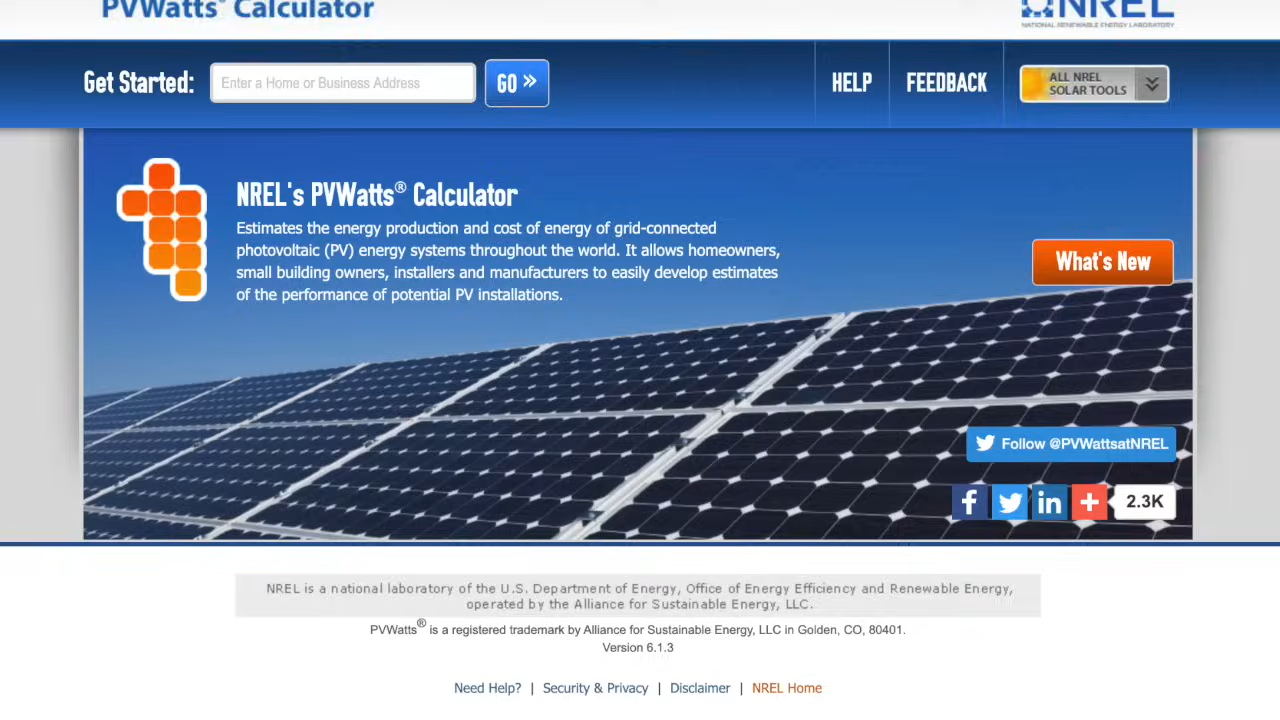 PVWatts® Calculator
NREL
NATIONAL RENEWABLE ENERGY LABORATORY
Get Started:
Enter a Home or Business Address
GO »
HELP
FEEDBACK
ALL NREL
SOLAR TOOLS
NREL's PVWatts® Calculator
Estimates the energy production and cost of energy of grid-connected
photovoltaic (PV) energy systems throughout the world. It allows homeowners,
small building owners, installers and manufacturers to easily develop estimates
of the performance of potential PV installations.
What's New
Follow @PVWattsatNREL
f
in
+
2.3K
NREL is a national laboratory of the U.S. Department of Energy, Office of Energy Efficiency and Renewable Energy,
operated by the Alliance for Sustainable Energy, LLC.
PVWatts® is a registered trademark by Alliance for Sustainable Energy, LLC in Golden, CO, 80401.
Version 6.1.3
Need Help? | Security & Privacy | Disclaimer | NREL Home